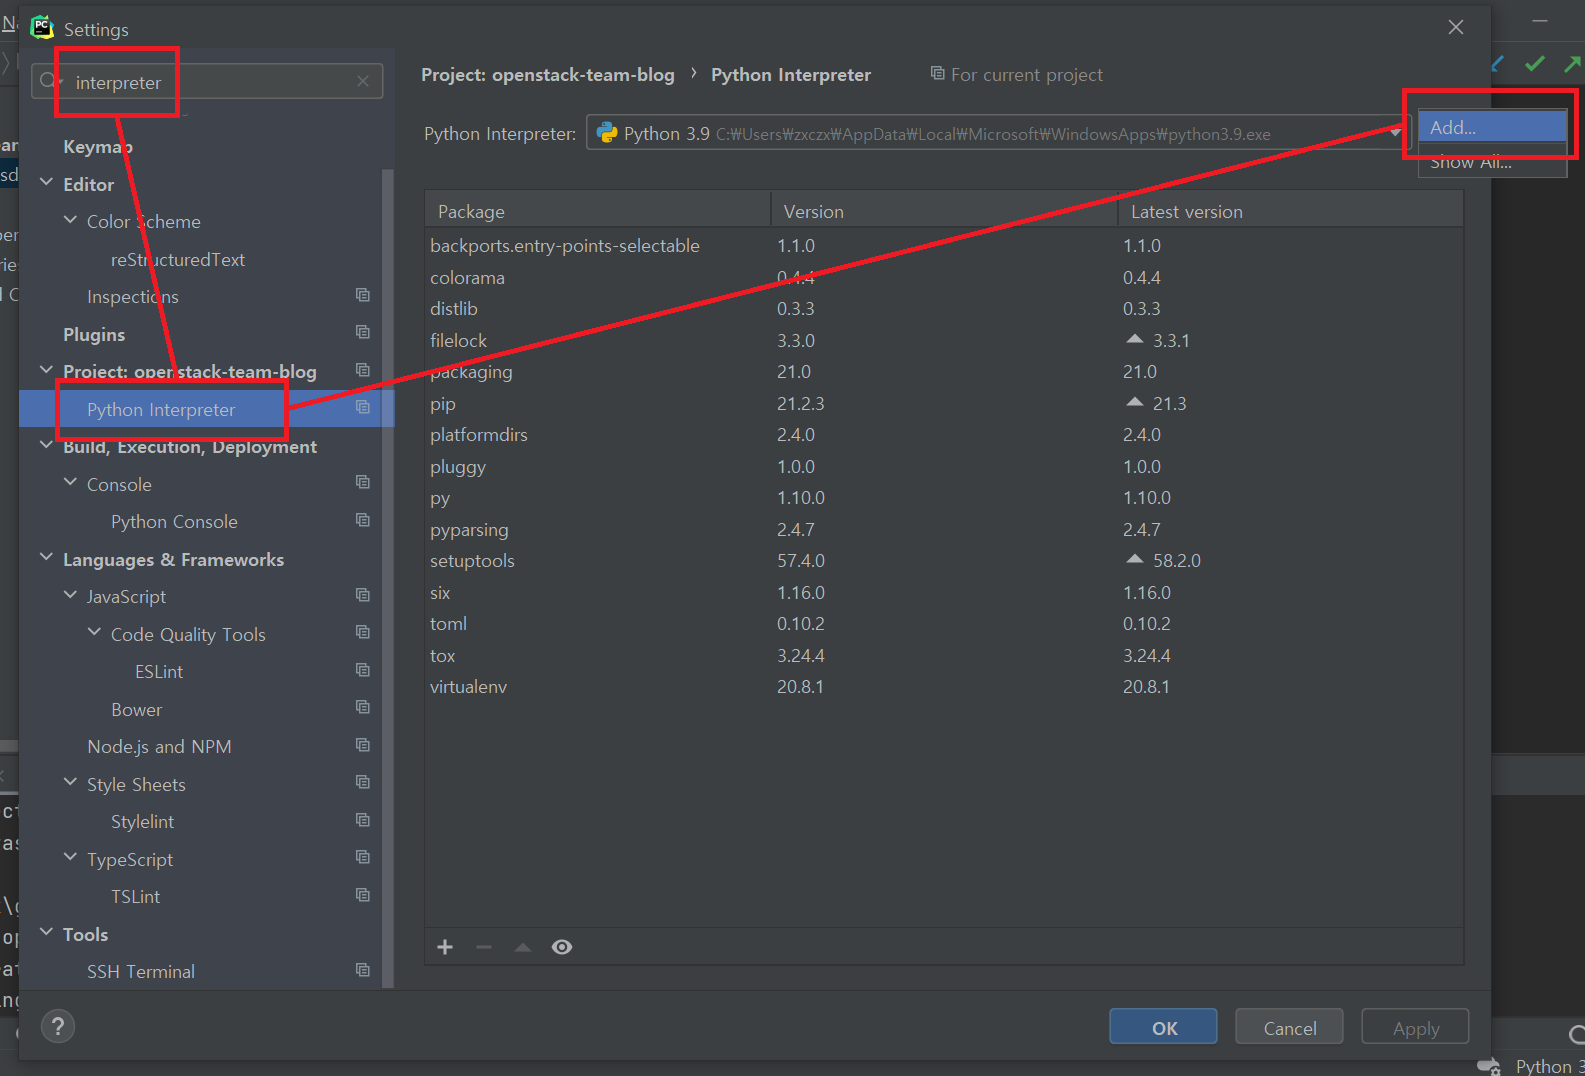 PC Settings
interpreter
Keymap
Editor
Color Scheme
reStructuredText
Inspections
Plugins
Project: openstack-team-blog
Python Interpreter
Build, Execution, Deployment
Console
Python Console
Languages & Frameworks
JavaScript
Code Quality Tools
ESLint
Bower
Node.js and NPM
Style Sheets
Stylelint
TypeScript
TSLint
Tools
SSH Terminal
Project: openstack-team-blog › Python Interpreter For current project
Python Interpreter: Python 3.9 C:₩Users₩zxczx₩AppData₩Local₩Microsoft₩WindowsApps₩python3.9.exe
Add...
Show All...
Package Version Latest version
backports.entry-points-selectable 1.1.0 1.1.0
colorama 0.4.4 0.4.4
distlib 0.3.3 0.3.3
filelock 3.3.0 3.3.1
packaging 21.0 21.0
pip 21.2.3 21.3
platformdirs 2.4.0 2.4.0
pluggy 1.0.0 1.0.0
py 1.10.0 1.10.0
pyparsing 2.4.7 2.4.7
setuptools 57.4.0 58.2.0
six 1.16.0 1.16.0
toml 0.10.2 0.10.2
tox 3.24.4 3.24.4
virtualenv 20.8.1 20.8.1
? OK Cancel Apply
Python 3